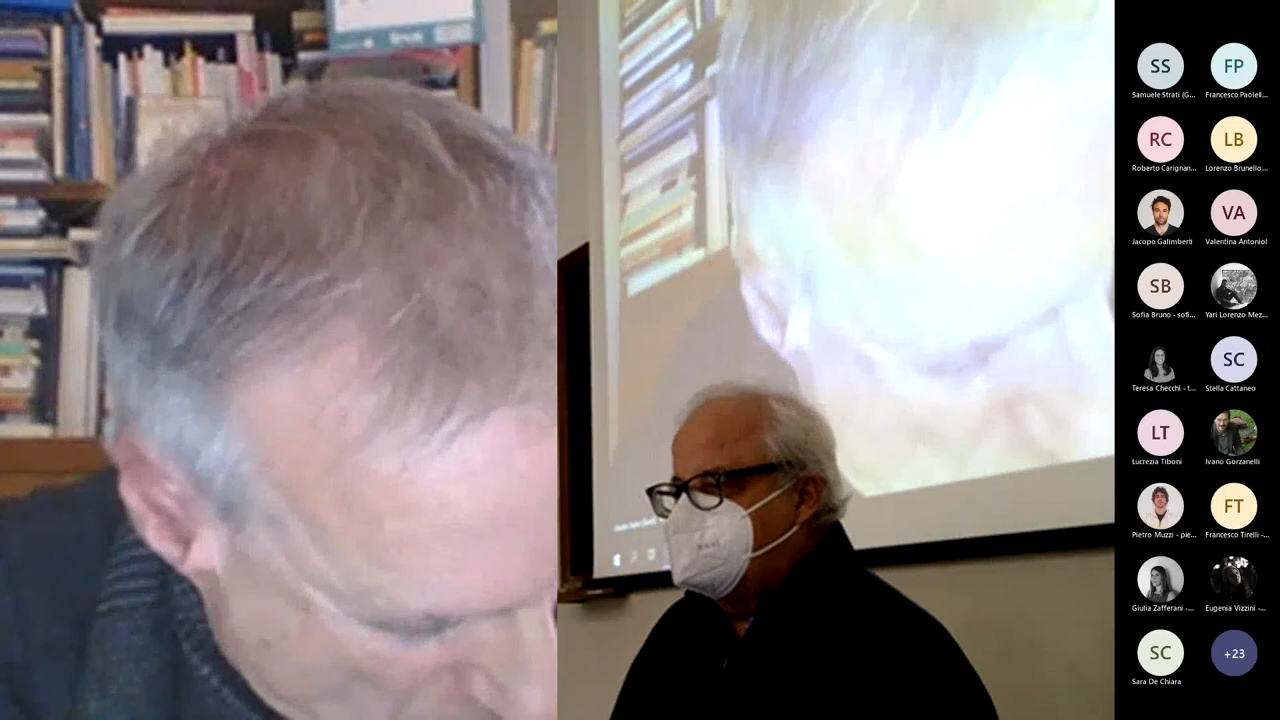 SS
FP
Samuele Strati (G...
Francesco Paolell...
RC
LB
Roberto Carignan...
Lorenzo Brunello...
VA
Jacopo Galimberti
Valentina Antoniol
SB
Sofia Bruno - sofi...
Yari Lorenzo Mez...
SC
Teresa Checchi - t...
Stella Cattaneo
LT
Lucrezia Tiboni
Ivano Gorzanelli
FT
Pietro Muzzi - pie...
Francesco Tirelli -...
Giulia Zafferani -...
Eugenia Vizzini -...
SC
+23
Sara De Chiara